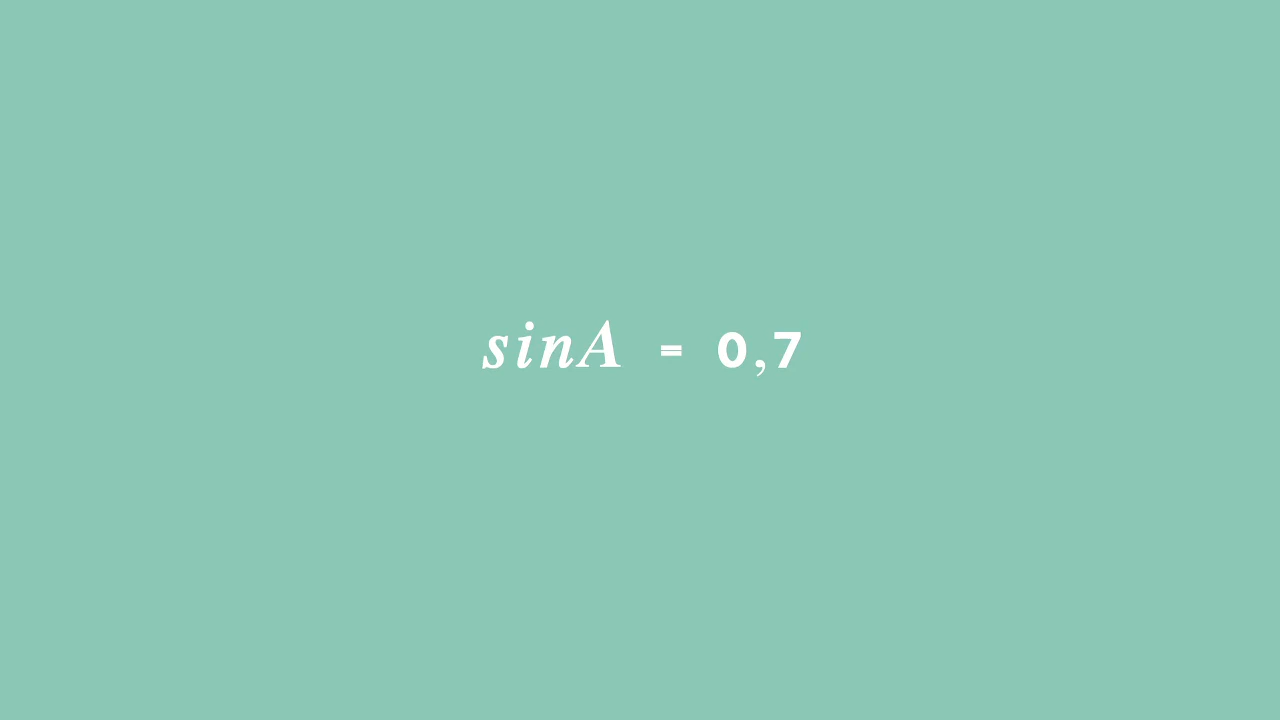 sinA = 0,7